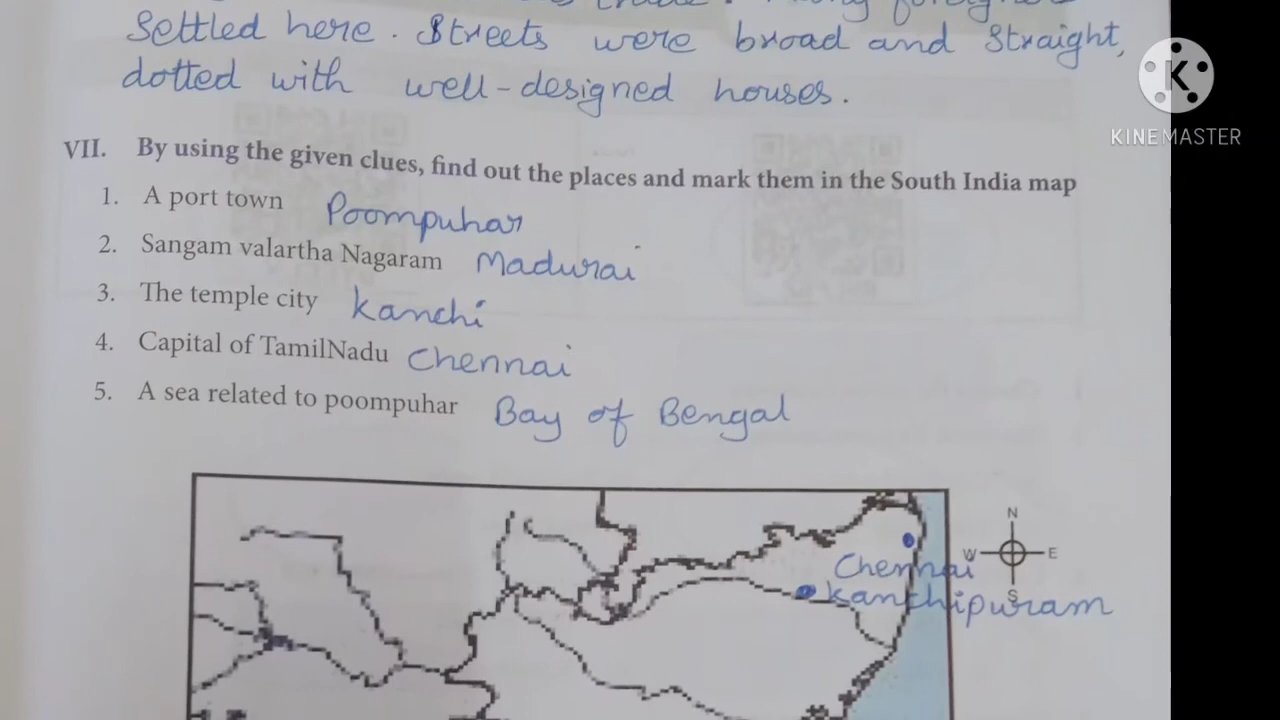 Settled here. Streets were broad and Straight,
dotted with well-designed houses.
K
KINEMASTER
VII. By using the given clues, find out the places and mark them in the South India map
1. A port town Poompuhar
2. Sangam valartha Nagaram Madurai
3. The temple city Kanchi
4. Capital of TamilNadu Chennai
5. A sea related to poompuhar Bay of Bengal
N
W E
S
Chennai
Kanchipuram